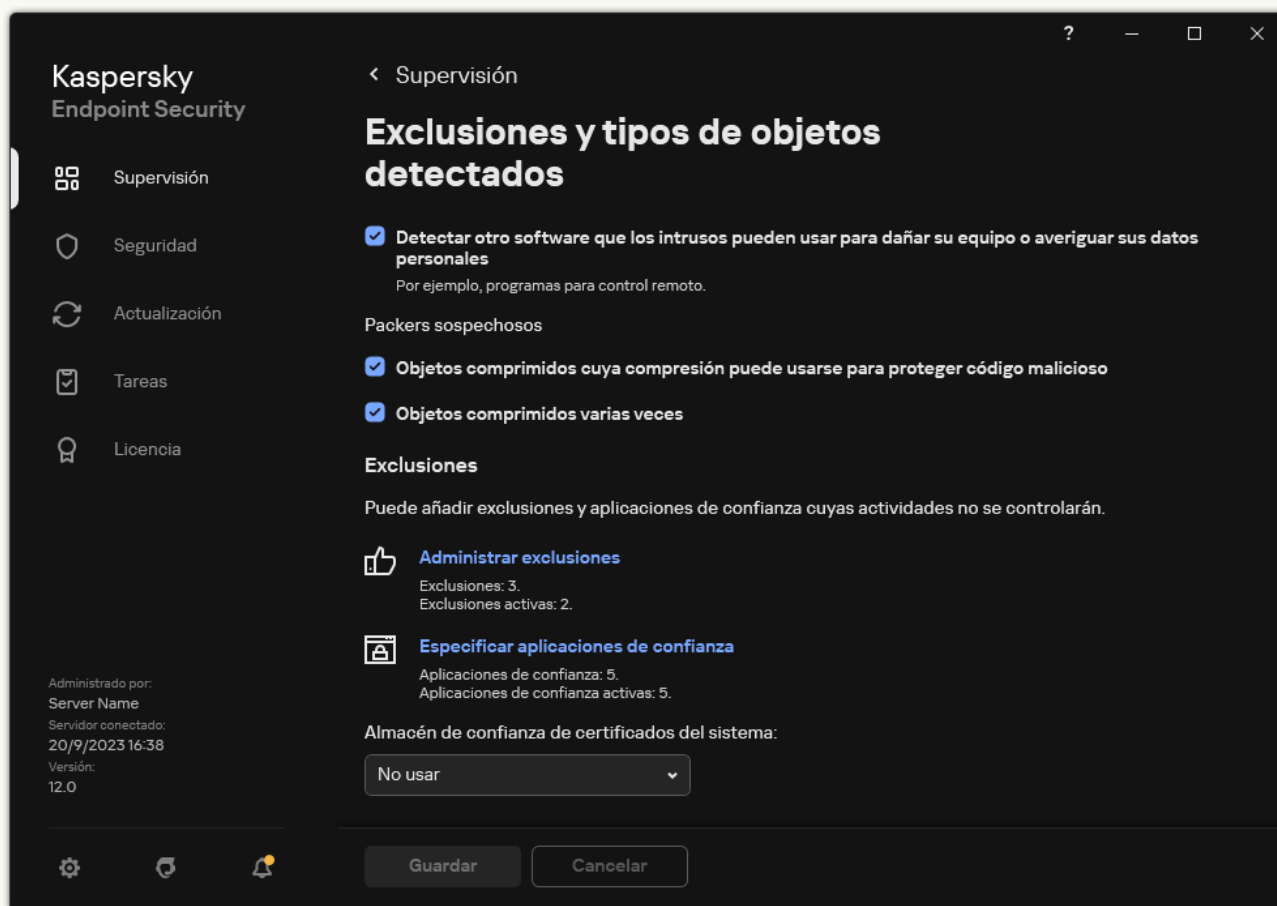 ?
Kaspersky
Endpoint Security
Supervisión
Seguridad
Actualización
Tareas
Licencia
Administrado por:
Server Name
Servidor conectado:
20/9/2023 16:38
Versión:
12.0
Supervisión
Exclusiones y tipos de objetos
detectados
Detectar otro software que los intrusos pueden usar para dañar su equipo o averiguar sus datos
personales
Por ejemplo, programas para control remoto.
Packers sospechosos
Objetos comprimidos cuya compresión puede usarse para proteger código malicioso
Objetos comprimidos varias veces
Exclusiones
Puede añadir exclusiones y aplicaciones de confianza cuyas actividades no se controlarán.
Administrar exclusiones
Exclusiones: 3.
Exclusiones activas: 2.
Especificar aplicaciones de confianza
Aplicaciones de confianza: 5.
Aplicaciones de confianza activas: 5.
Almacén de confianza de certificados del sistema:
No usar
Guardar
Cancelar